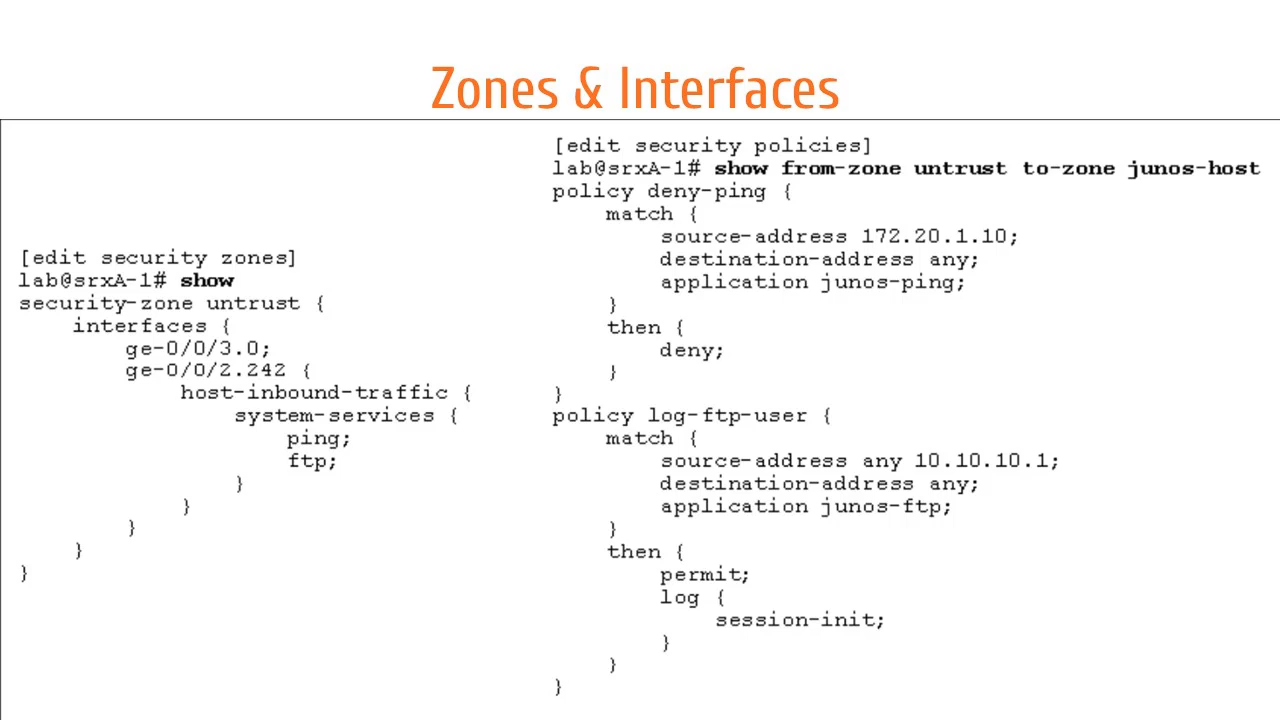 Zones & Interfaces
[edit security zones]
lab@srxA-1# show
security-zone untrust {
    interfaces {
        ge-0/0/3.0;
        ge-0/0/2.242 {
            host-inbound-traffic {
                system-services {
                    ping;
                    ftp;
                }
            }
        }
    }
}
[edit security policies]
lab@srxA-1# show from-zone untrust to-zone junos-host
policy deny-ping {
    match {
        source-address 172.20.1.10;
        destination-address any;
        application junos-ping;
    }
    then {
        deny;
    }
}
policy log-ftp-user {
    match {
        source-address any 10.10.10.1;
        destination-address any;
        application junos-ftp;
    }
    then {
        permit;
        log {
            session-init;
        }
    }
}